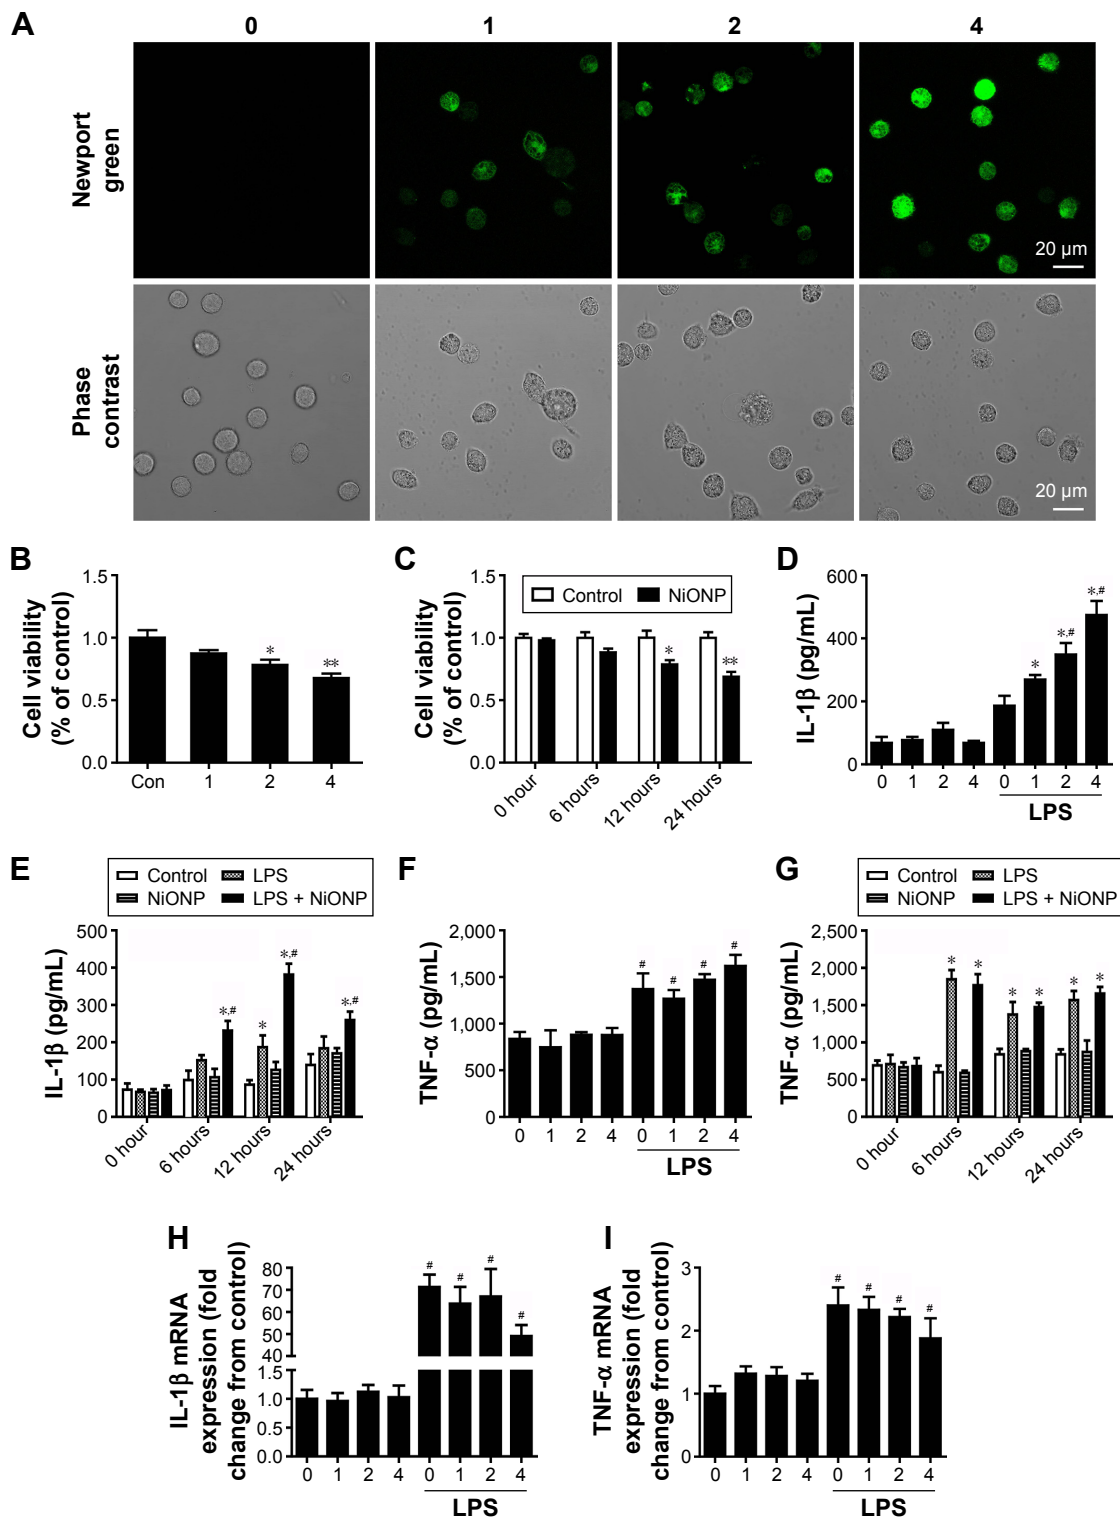 A
0 1 2 4
Newport
green
20 µm
Phase
contrast
20 µm
B
Cell viability
(% of control)
1.5
1.0
0.5
0.0
Con 1 2 4
* **
C
Cell viability
(% of control)
1.5
1.0
0.5
0.0
Control NiONP
* **
0 hour
6 hours
12 hours
24 hours
D
IL-1β (pg/mL)
600
400
200
0
* *,# *,#
0 1 2 4 0 1 2 4
LPS
E
Control LPS
NiONP LPS + NiONP
IL-1β (pg/mL)
500
400
300
200
100
0
*,# * *,# *,#
0 hour
6 hours
12 hours
24 hours
F
TNF-α (pg/mL)
2,000
1,500
1,000
500
0
# # # #
0 1 2 4 0 1 2 4
LPS
G
Control LPS
NiONP LPS + NiONP
TNF-α (pg/mL)
2,500
2,000
1,500
1,000
500
0
* * * * * *
0 hour
6 hours
12 hours
24 hours
H
IL-1β mRNA
expression (fold
change from control)
80
70
60
50
40
1.5
1.0
0.5
0.0
# # # #
0 1 2 4 0 1 2 4
LPS
I
TNF-α mRNA
expression (fold
change from control)
3
2
1
0
# # # #
0 1 2 4 0 1 2 4
LPS